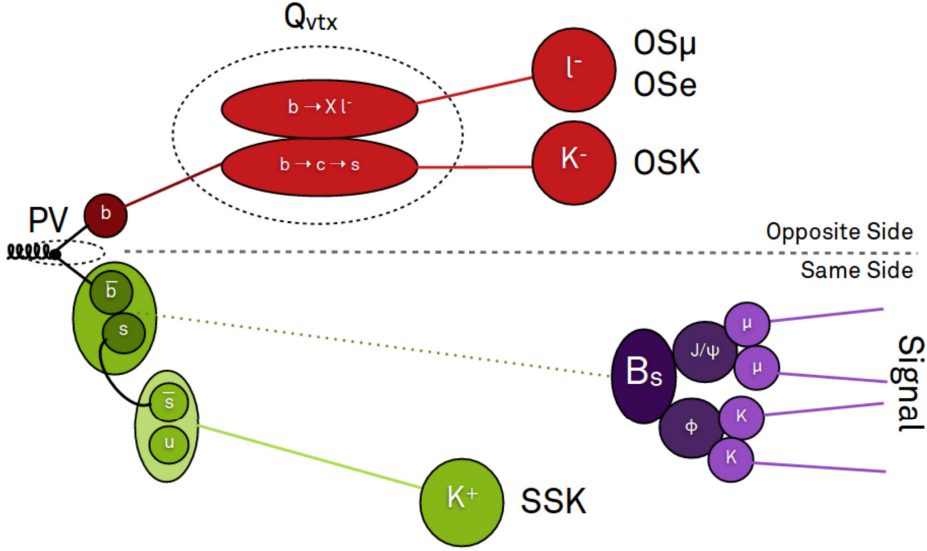 Qvtx
b → X l⁻
b → c → s
l⁻
OSμ
OSe
K⁻
OSK
PV
b
Opposite Side
Same Side
b̅
s
s̅
u
K⁺
SSK
Bs
J/ψ
μ
μ
ϕ
K
K
Signal